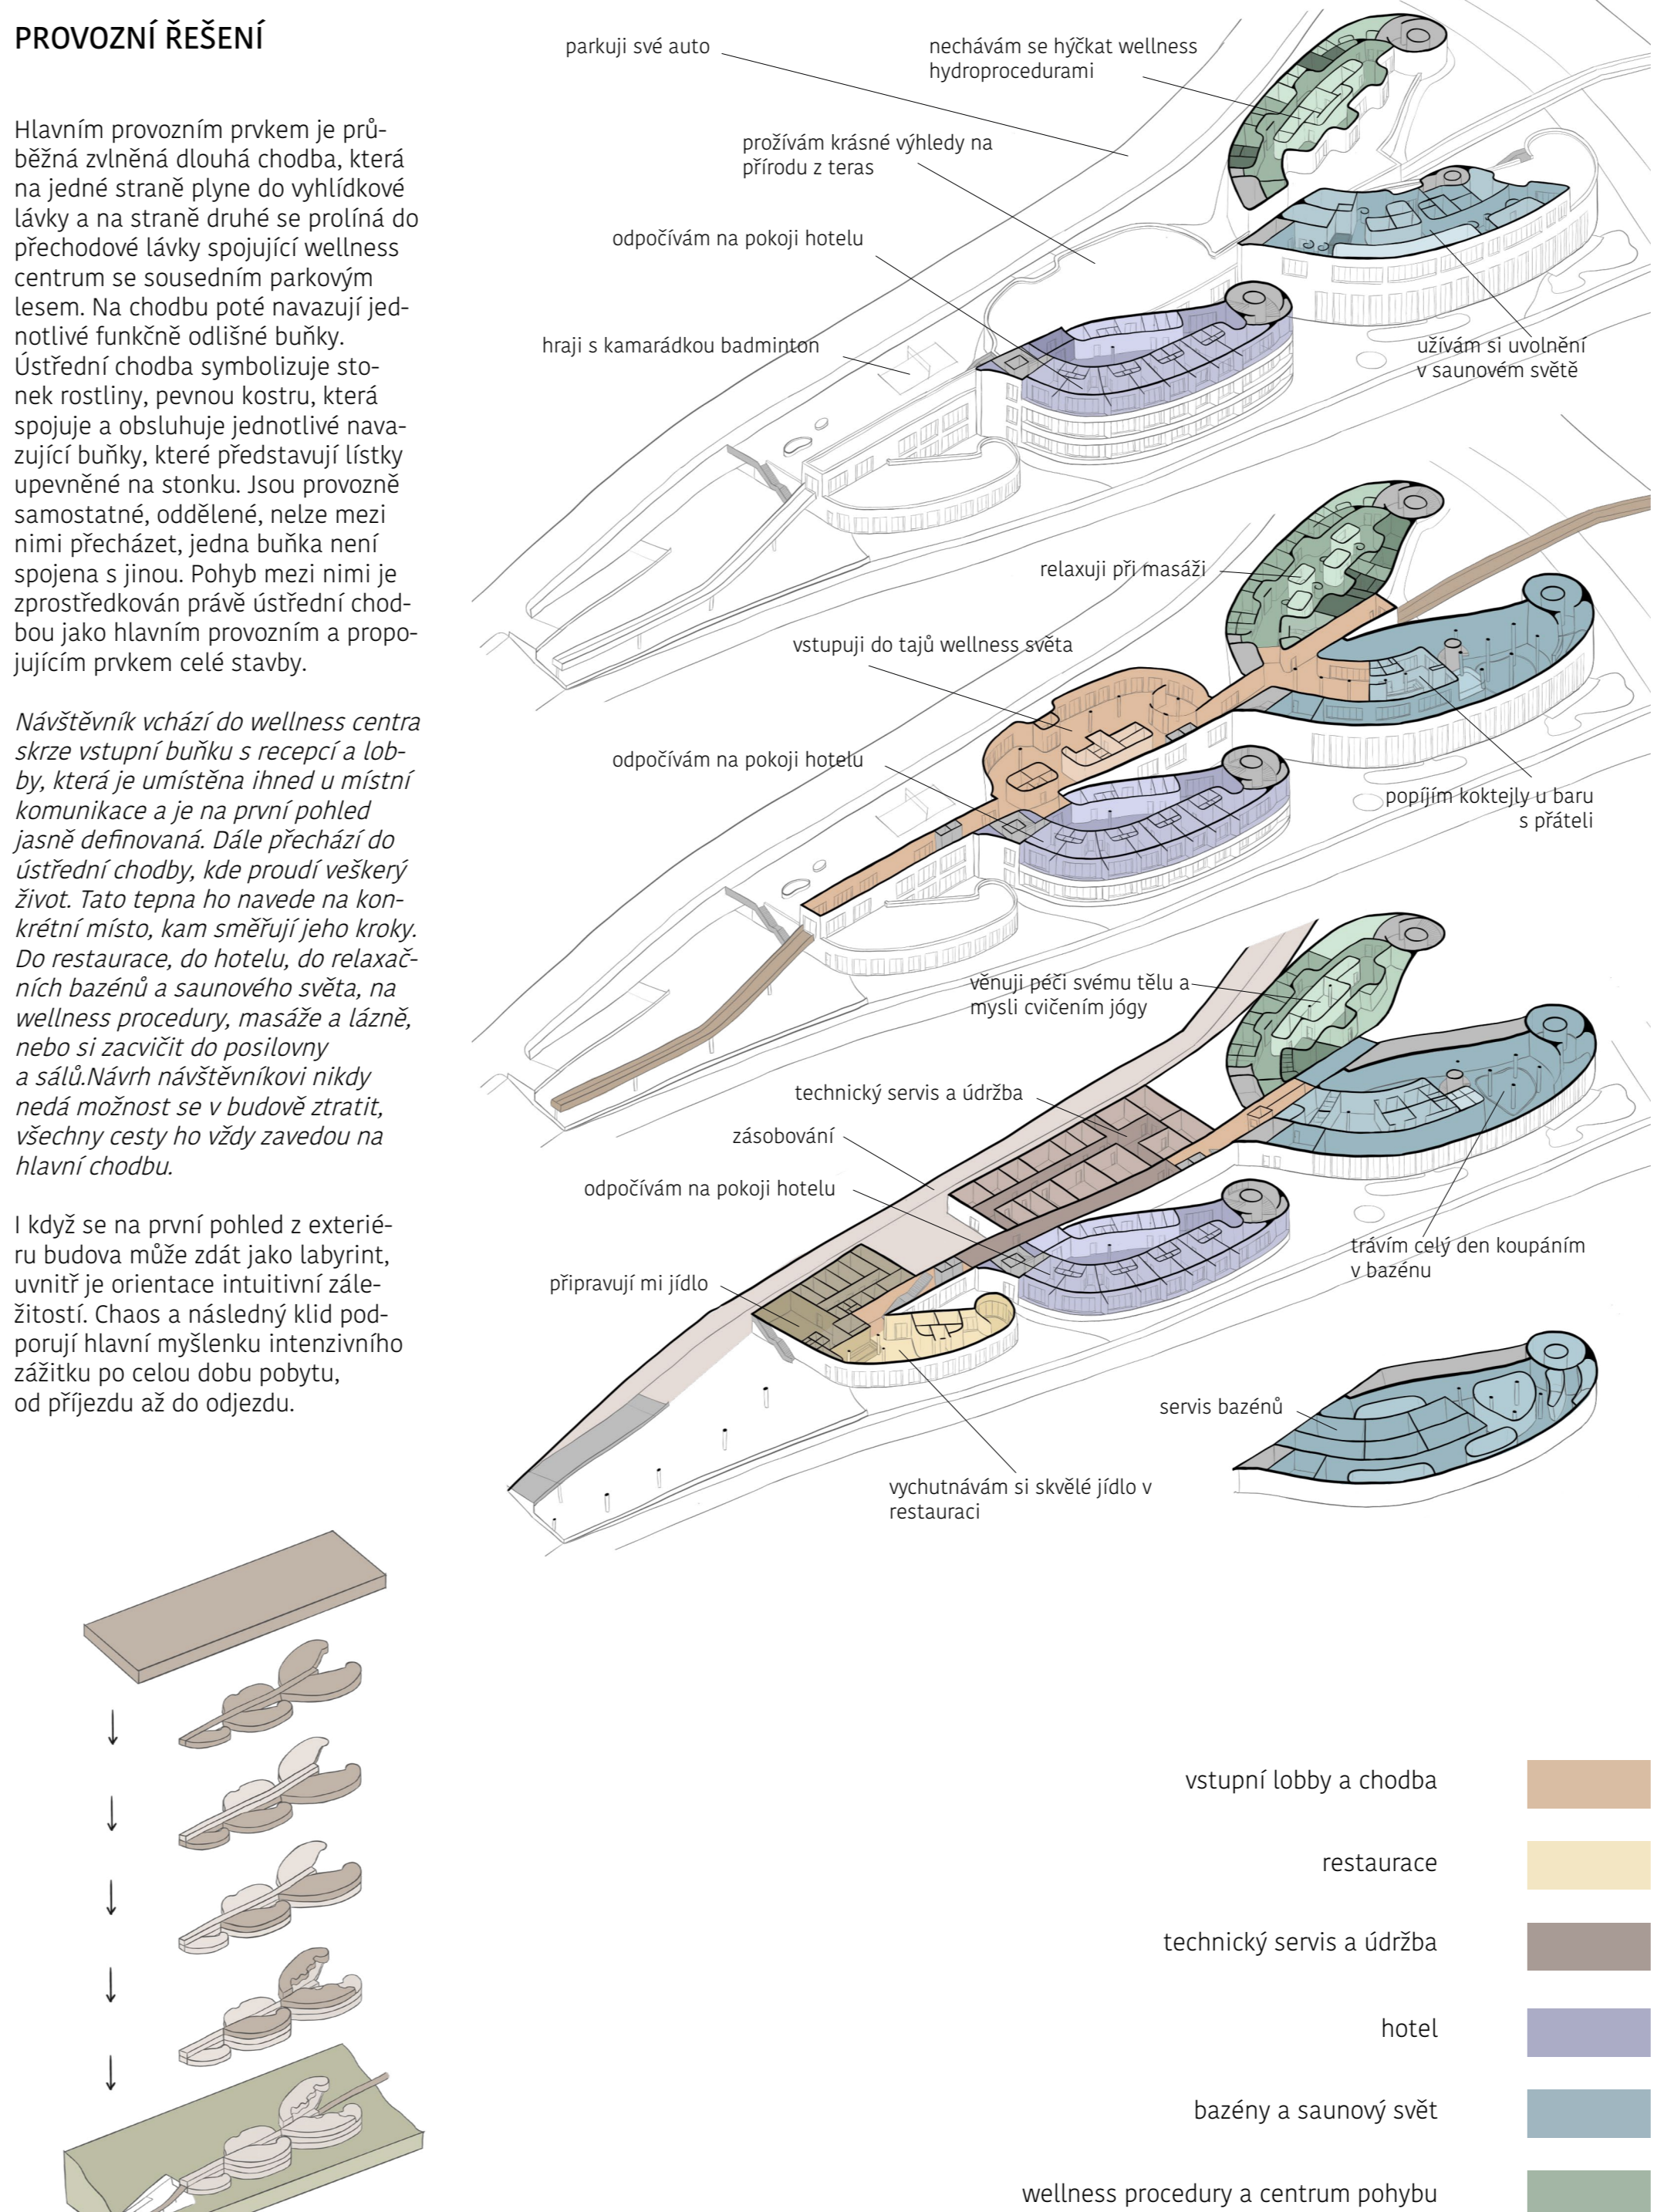 PROVOZNÍ ŘEŠENÍ
Hlavním provozním prvkem je prů-
běžná zvlněná dlouhá chodba, která
na jedné straně plyne do vyhlídkové
lávky a na straně druhé se prolíná do
přechodové lávky spojující wellness
centrum se sousedním parkovým
lesem. Na chodbu poté navazují jed-
notlivé funkčně odlišné buňky.
Ústřední chodba symbolizuje sto-
nek rostliny, pevnou kostru, která
spojuje a obsluhuje jednotlivé nava-
zující buňky, které představují lístky
upevněné na stonku. Jsou provozně
samostatné, oddělené, nelze mezi
nimi přecházet, jedna buňka není
spojena s jinou. Pohyb mezi nimi je
zprostředkován právě ústřední chod-
bou jako hlavním provozním a propo-
jujícím prvkem celé stavby.
Návštěvník vchází do wellness centra
skrze vstupní buňku s recepcí a lob-
by, která je umístěna ihned u místní
komunikace a je na první pohled
jasně definovaná. Dále přechází do
ústřední chodby, kde proudí veškerý
život. Tato tepna ho navede na kon-
krétní místo, kam směřují jeho kroky.
Do restaurace, do hotelu, do relaxač-
ních bazénů a saunového světa, na
wellness procedury, masáže a lázně,
nebo si zacvičit do posilovny
a sálů.Návrh návštěvníkovi nikdy
nedá možnost se v budově ztratit,
všechny cesty ho vždy zavedou na
hlavní chodbu.
I když se na první pohled z exterié-
ru budova může zdát jako labyrint,
uvnitř je orientace intuitivní zále-
žitostí. Chaos a následný klid pod-
porují hlavní myšlenku intenzivního
zážitku po celou dobu pobytu,
od příjezdu až do odjezdu.
parkuji své auto
nechávám se hýčkat wellness
hydroprocedurami
prožívám krásné výhledy na
přírodu z teras
odpočívám na pokoji hotelu
hraji s kamarádkou badminton
užívám si uvolnění
v saunovém světě
relaxuji při masáži
vstupuji do tajů wellness světa
odpočívám na pokoji hotelu
popíjím koktejly u baru
s přáteli
věnuji péči svému tělu a
mysli cvičením jógy
technický servis a údržba
zásobování
odpočívám na pokoji hotelu
trávím celý den koupáním
v bazénu
připravují mi jídlo
servis bazénů
vychutnávám si skvělé jídlo v
restauraci
vstupní lobby a chodba
restaurace
technický servis a údržba
hotel
bazény a saunový svět
wellness procedury a centrum pohybu